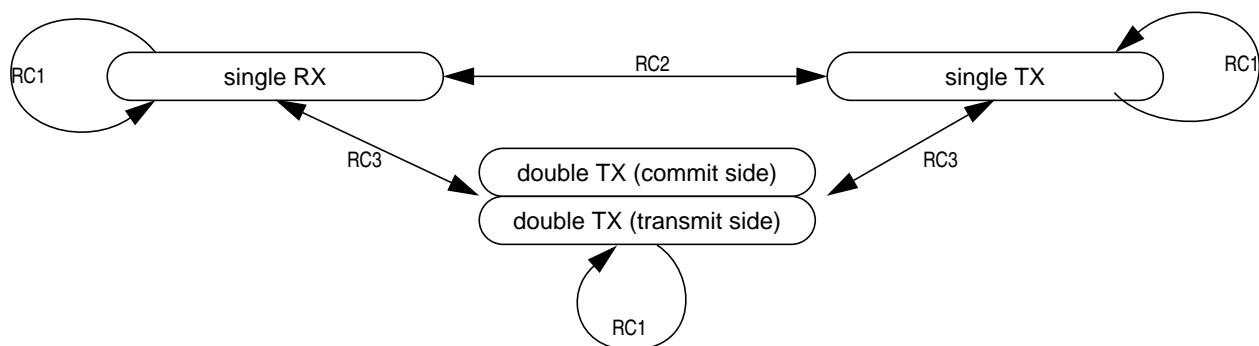 RC1
single RX
RC2
single TX
RC1
RC3
double TX (commit side)
RC3
double TX (transmit side)
RC1